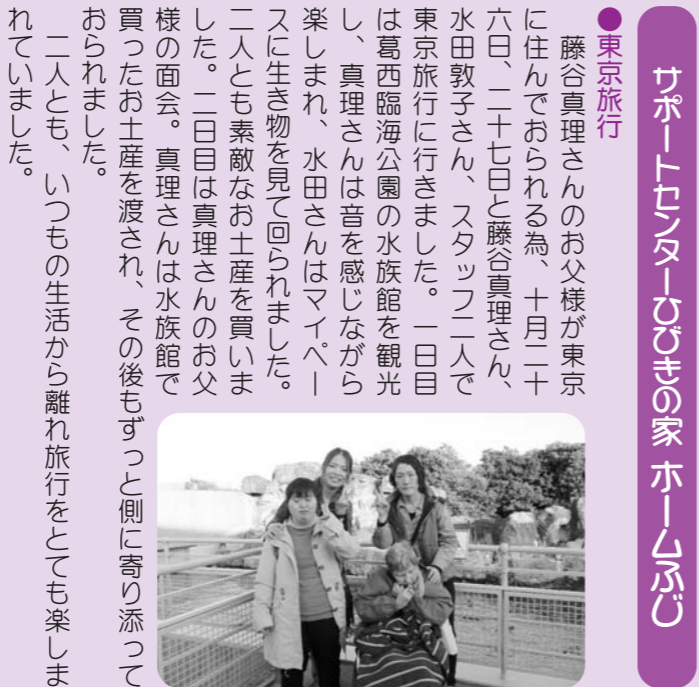 サポートセンターひびきの家 ホームふじ
●東京旅行
藤谷真理さんのお父様が東京
に住んでおられる為、十月二十
六日、二十七日と藤谷真理さん、
水田敦子さん、スタッフ二人で
東京旅行に行きました。一日目
は葛西臨海公園の水族館を観光
し、真理さんは音を感じながら
楽しまれ、水田さんはマイペー
スに生き物を見て回られました。
二人とも素敵なお土産を買いま
した。二日目は真理さんのお父
様の面会。真理さんは水族館で
買ったお土産を渡され、その後もずっと側に寄り添って
おられました。
二人とも、いつもの生活から離れ旅行をとても楽しま
れていました。